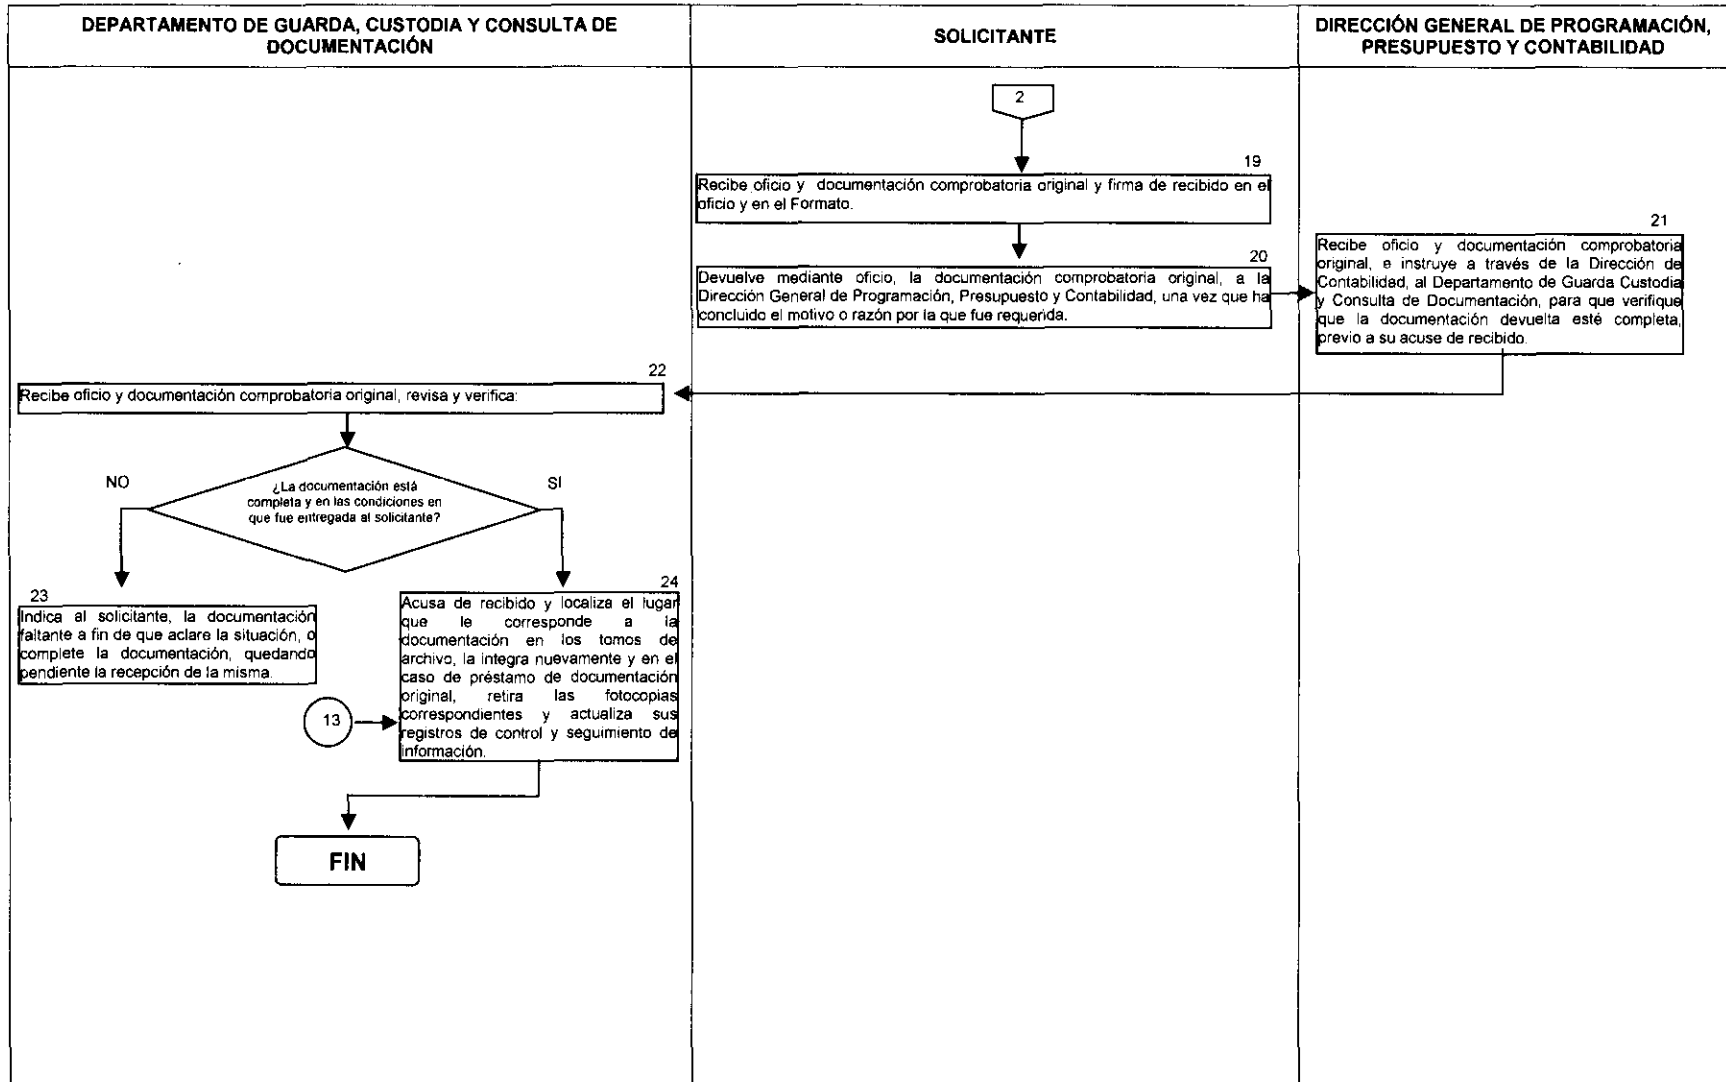 DEPARTAMENTO DE GUARDA, CUSTODIA Y CONSULTA DE
DOCUMENTACIÓN
SOLICITANTE
DIRECCIÓN GENERAL DE PROGRAMACIÓN,
PRESUPUESTO Y CONTABILIDAD
2
19
Recibe oficio y documentación comprobatoria original y firma de recibido en el
oficio y en el Formato.
20
Devuelve mediante oficio, la documentación comprobatoria original, a la
Dirección General de Programación, Presupuesto y Contabilidad, una vez que ha
concluido el motivo o razón por la que fue requerida.
21
Recibe oficio y documentación comprobatoria
original, e instruye a través de la Dirección de
Contabilidad, al Departamento de Guarda Custodia
y Consulta de Documentación, para que verifique
que la documentación devuelta esté completa,
previo a su acuse de recibido.
22
Recibe oficio y documentación comprobatoria original, revisa y verifica:
¿La documentación está
completa y en las condiciones en
que fue entregada al solicitante?
NO
SI
23
Indica al solicitante, la documentación
faltante a fin de que aclare la situación, o
complete la documentación, quedando
pendiente la recepción de la misma.
24
Acusa de recibido y localiza el lugar
que le corresponde a la
documentación en los tomos de
archivo, la integra nuevamente y en el
caso de préstamo de documentación
original, retira las fotocopias
correspondientes y actualiza sus
registros de control y seguimiento de
información.
13
FIN